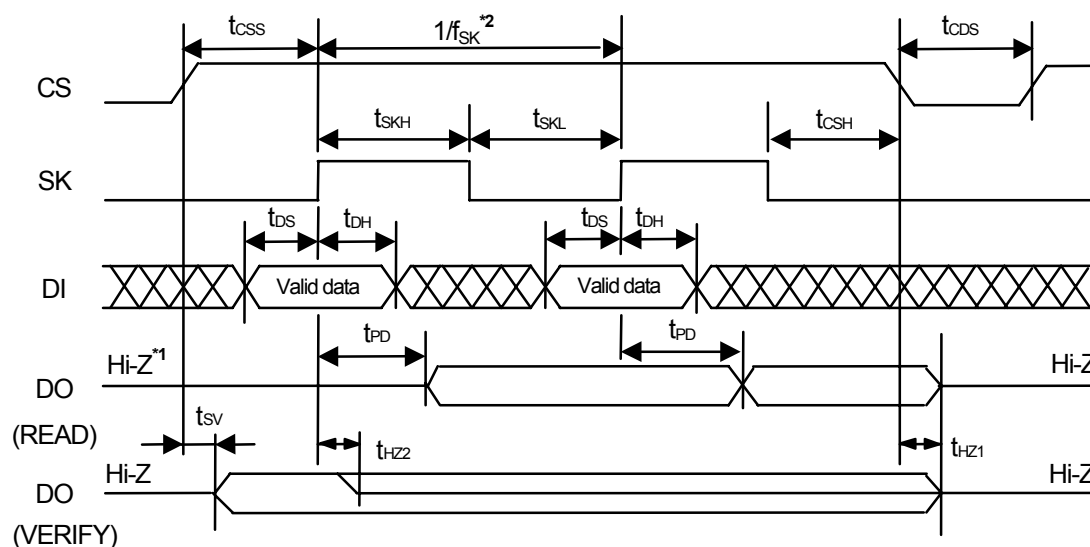 tCSS 1/fSK*2 tCDS
CS
tSKH tSKL tCSH
SK
tDS tDH tDS tDH
DI Valid data Valid data
tPD tPD
Hi-Z*1 Hi-Z
DO
(READ)
tSV tHZ2 tHZ1
Hi-Z Hi-Z
DO
(VERIFY)